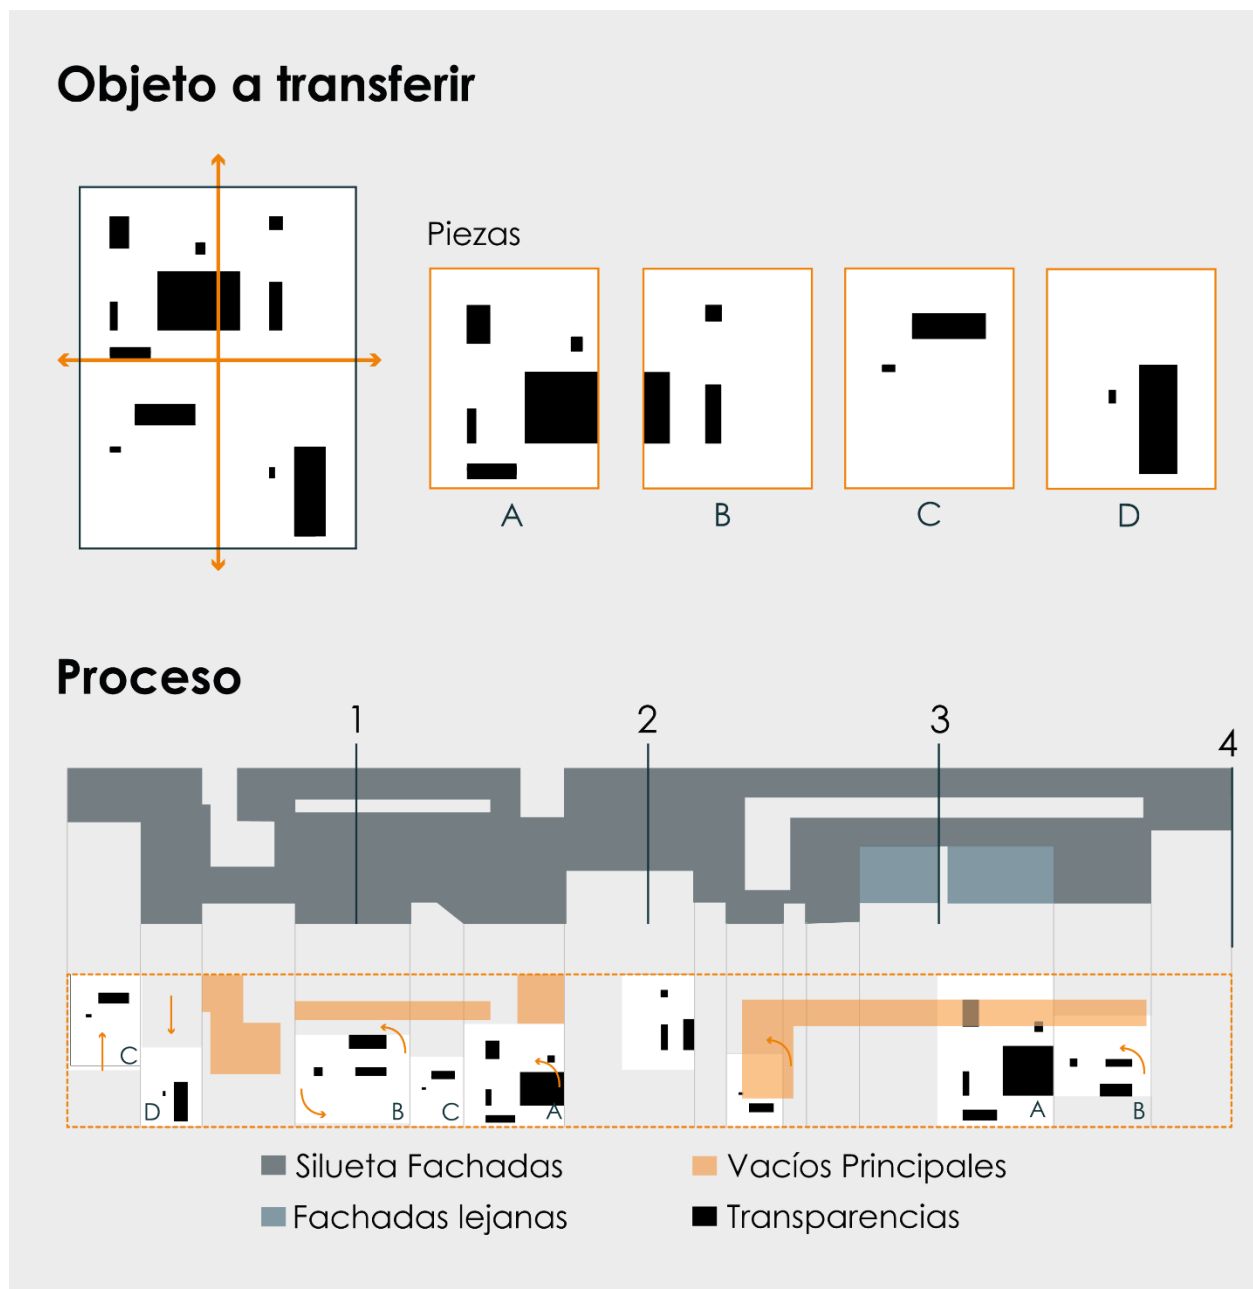 Objeto a transferir
Piezas
A B C D
Proceso
1 2 3 4
C D B C A A B
Silueta Fachadas
Vacíos Principales
Fachadas lejanas
Transparencias